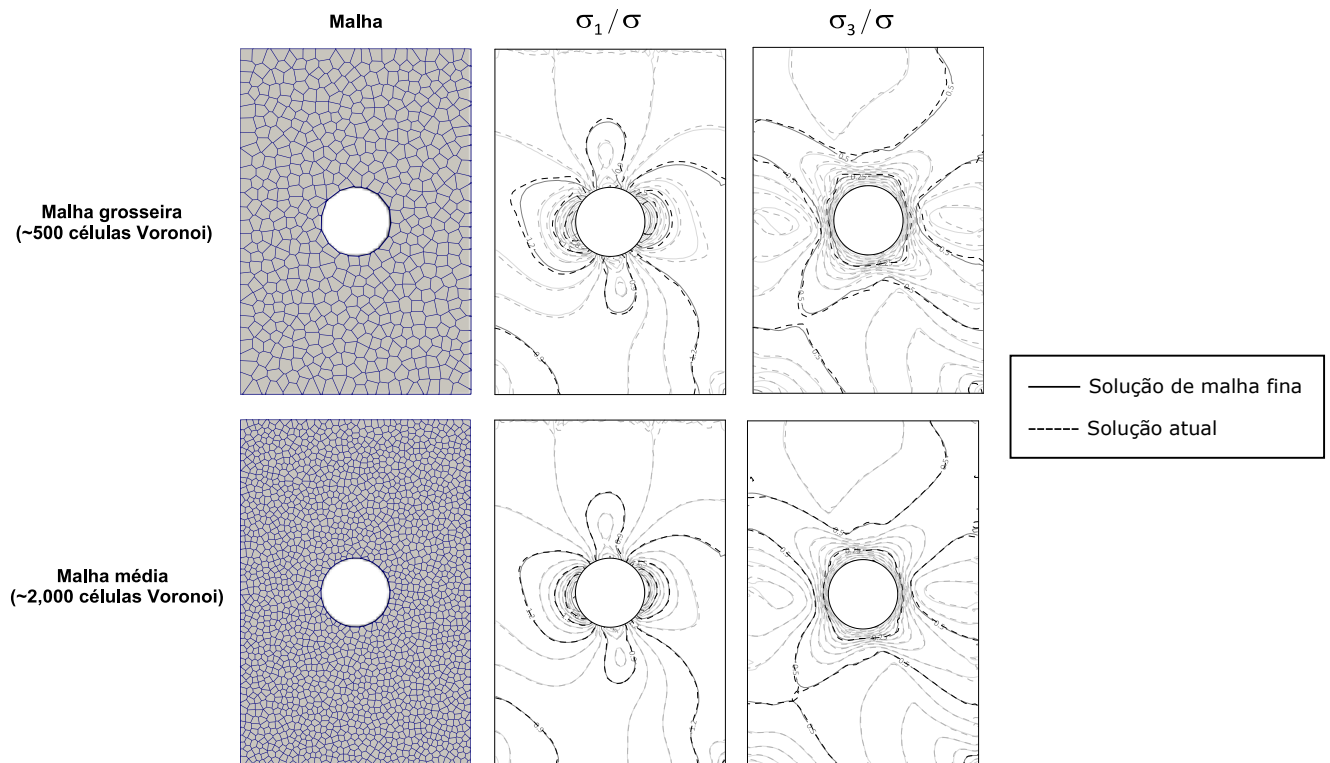 Malha
σ₁/σ
σ₃/σ
Malha grosseira
(~500 células Voronoi)
Solução de malha fina
Solução atual
Malha média
(~2,000 células Voronoi)